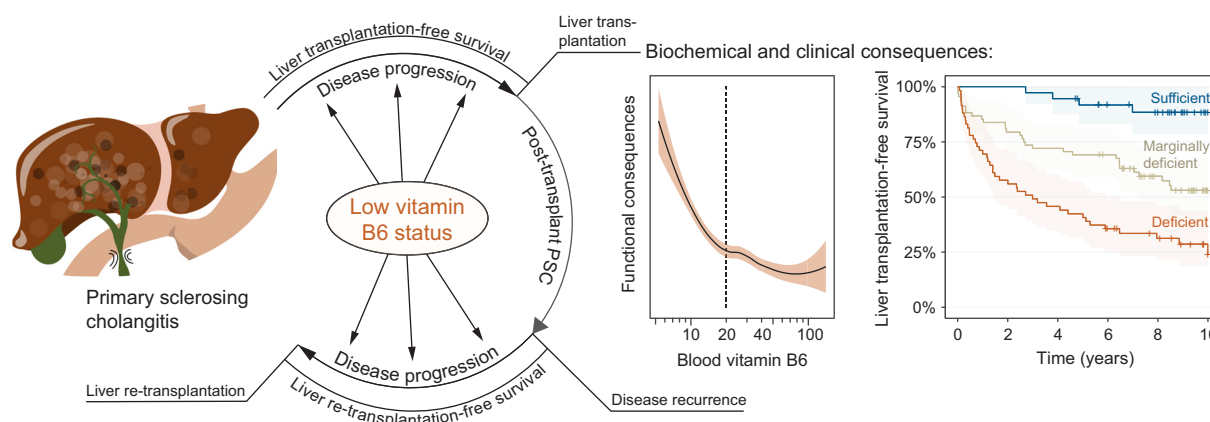 Liver transplantation-free survival
Disease progression
Liver trans-
plantation
Post-transplant PSC
Low vitamin
B6 status
Primary sclerosing
cholangitis
Disease progression
Liver re-transplantation
Liver re-transplantation-free survival
Disease recurrence
Biochemical and clinical consequences:
Functional consequences
10
20
40
100
Blood vitamin B6
Liver transplantation-free survival
100%
75%
50%
25%
0%
Sufficient
Marginally
deficient
Deficient
0
2
4
6
8
10
Time (years)